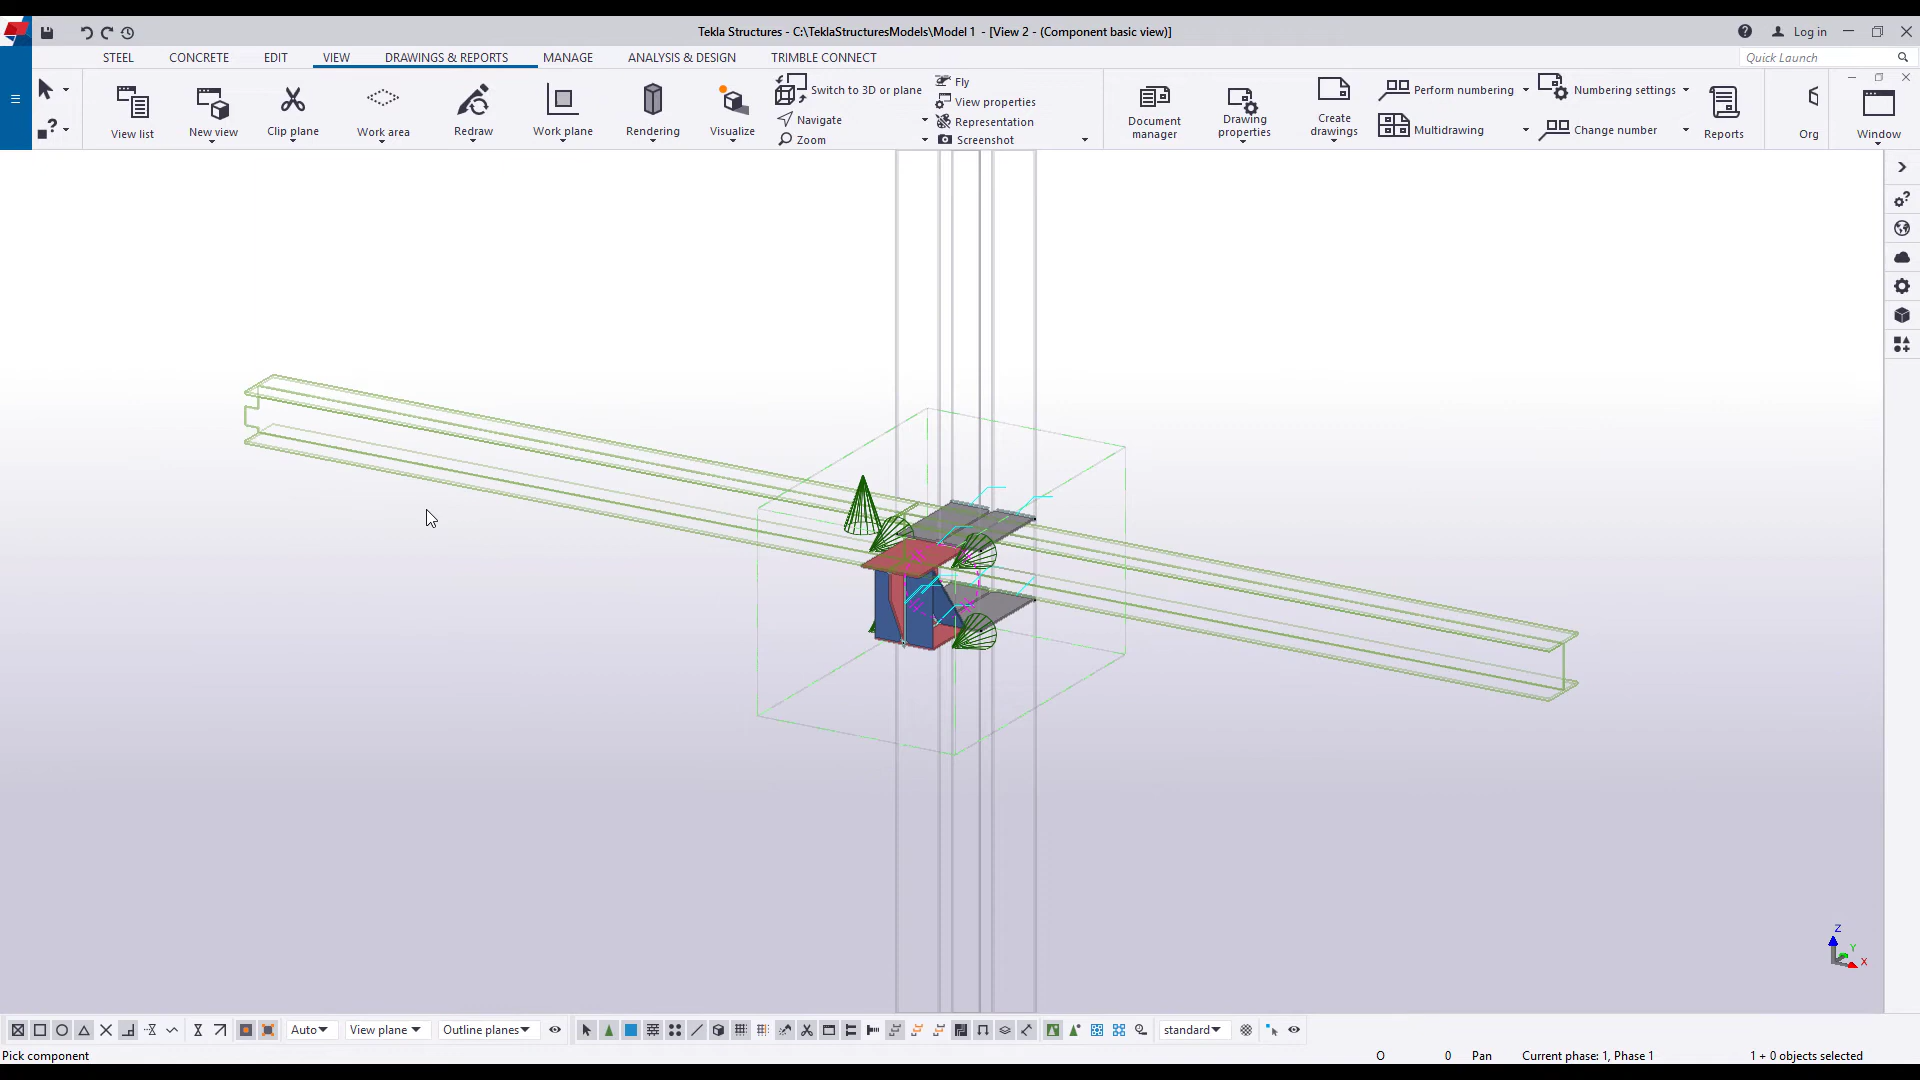 Tekla Structures - C:\TeklaStructuresModels\Model 1 - [View 2 - (Component basic view)]
Log in
STEEL CONCRETE EDIT VIEW DRAWINGS & REPORTS MANAGE ANALYSIS & DESIGN TRIMBLE CONNECT
Quick Launch
View list
New view
Clip plane
Work area
Redraw
Work plane
Rendering
Visualize
Switch to 3D or plane
Navigate
Zoom
Fly
View properties
Representation
Screenshot
Document manager
Drawing properties
Create drawings
Perform numbering
Multidrawing
Numbering settings
Change number
Reports
Org
Window
Z
Y
X
Auto
View plane
Outline planes
standard
Pick component
O 0 Pan Current phase: 1, Phase 1 1 + 0 objects selected